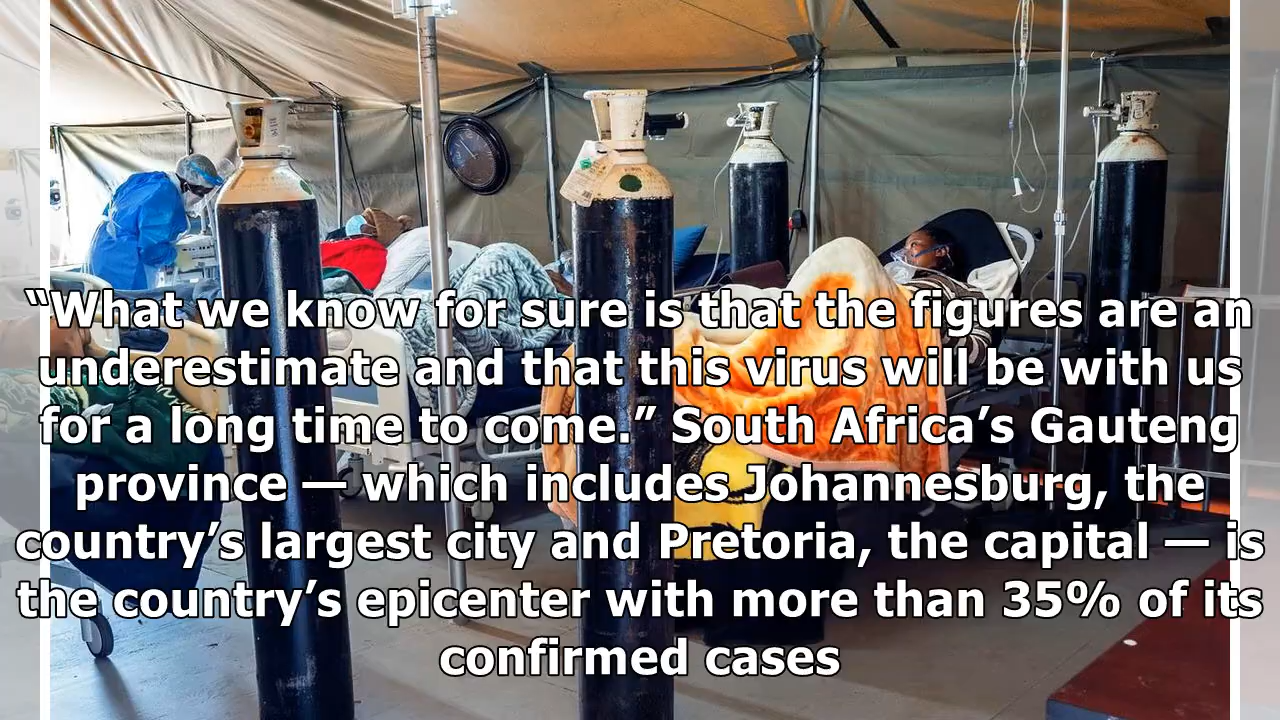 “What we know for sure is that the figures are an
underestimate and that this virus will be with us
for a long time to come.” South Africa’s Gauteng
province — which includes Johannesburg, the
country’s largest city and Pretoria, the capital — is
the country’s epicenter with more than 35% of its
confirmed cases